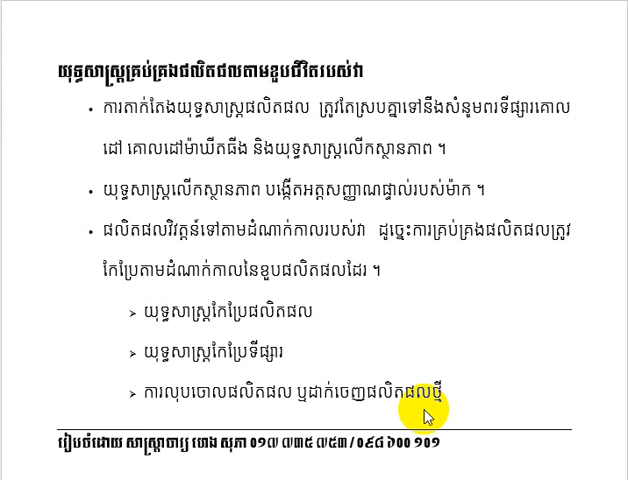 យុទ្ធសាស្ត្រគ្រប់គ្រងផលិតផលតាមខួបជីវិតរបស់វា
• ការតាក់តែងយុទ្ធសាស្ត្រផលិតផល ត្រូវតែស្របគ្នាទៅនឹងសំនូមពរទីផ្សារគោល
ដៅ គោលដៅម៉ាឃីតធីង និងយុទ្ធសាស្ត្រលើកស្ថានភាព ។
• យុទ្ធសាស្ត្រលើកស្ថានភាព បង្កើតអត្តសញ្ញាណផ្ទាល់របស់ម៉ាក ។
• ផលិតផលវិវត្តន៍ទៅតាមដំណាក់កាលរបស់វា ដូច្នេះការគ្រប់គ្រងផលិតផលត្រូវ
កែប្រែតាមដំណាក់កាលនៃខួបផលិតផលដែរ ។
➢ យុទ្ធសាស្ត្រកែប្រែផលិតផល
➢ យុទ្ធសាស្ត្រកែប្រែទីផ្សារ
➢ ការលុបចោលផលិតផល ឬដាក់ចេញផលិតផលថ្មី
រៀបចំដោយ សាស្ត្រាចារ្យ ហេង សុភា ០១៧ ៧៣៥ ៧៥៣ / ០៩៨ ៦០០ ១០១